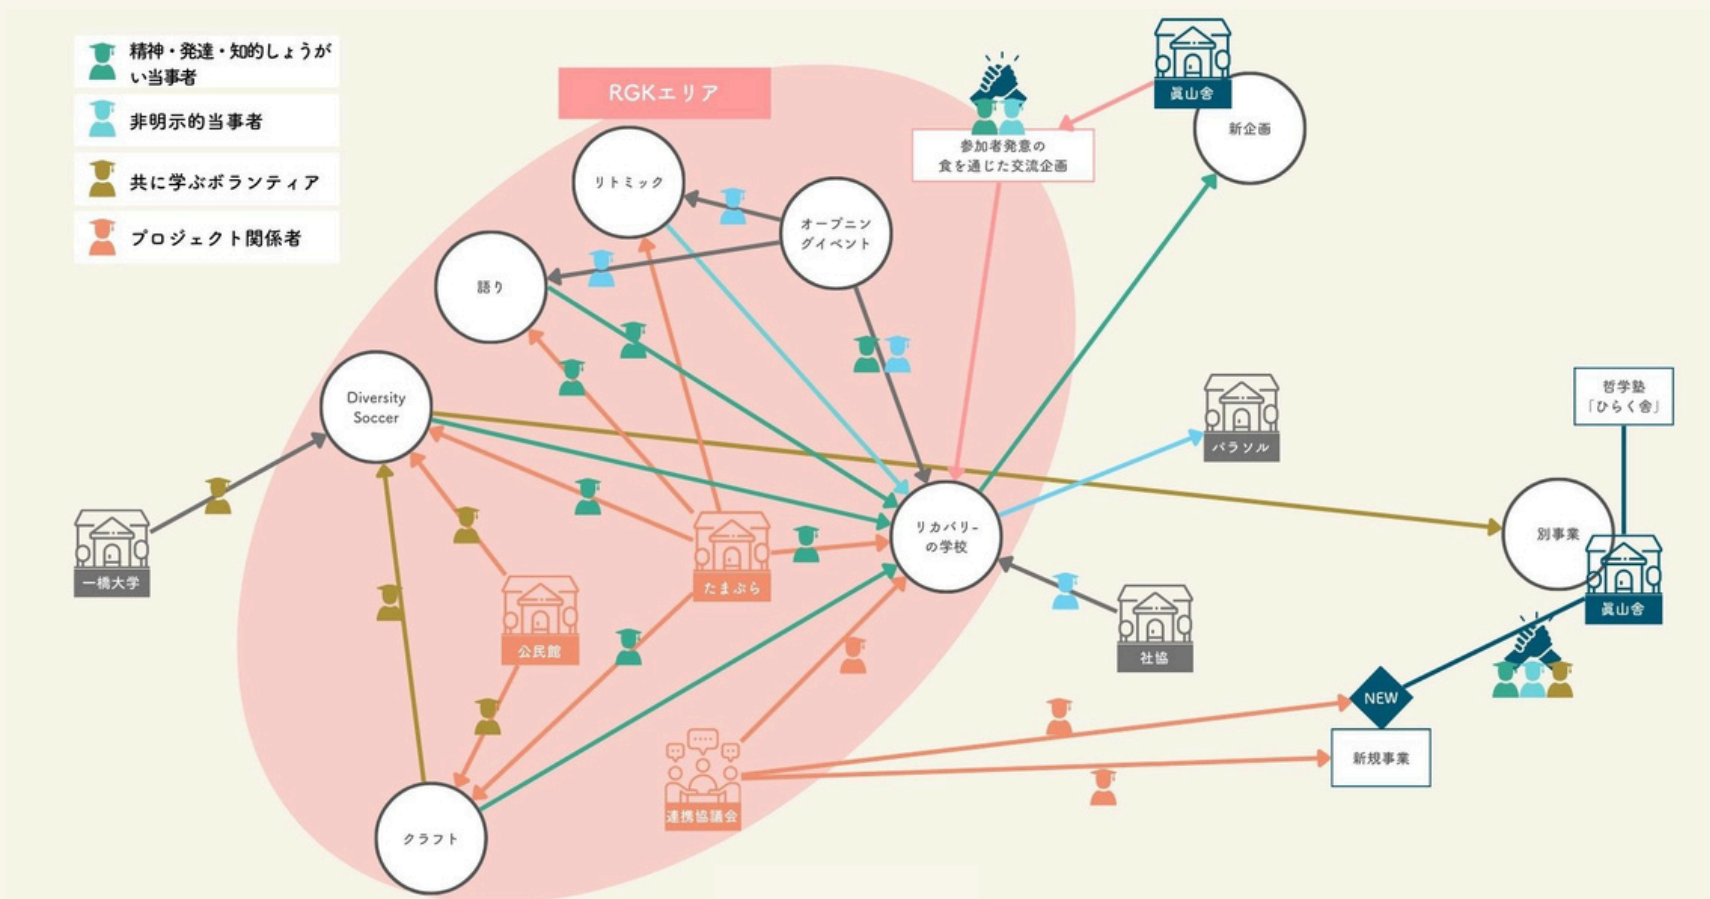 精神・発達・知的しょうが
い当事者
非明示的当事者
共に学ぶボランティア
プロジェクト関係者
RGKエリア
眞山舎
新企画
参加者発意の
食を通じた交流企画
リトミック
オープニン
グイベント
語り
Diversity
Soccer
パラソル
哲学塾
「ひらく舎」
リカバリー
の学校
別事業
一橋大学
たまぷら
眞山舎
公民館
社協
NEW
新規事業
連携協議会
クラフト